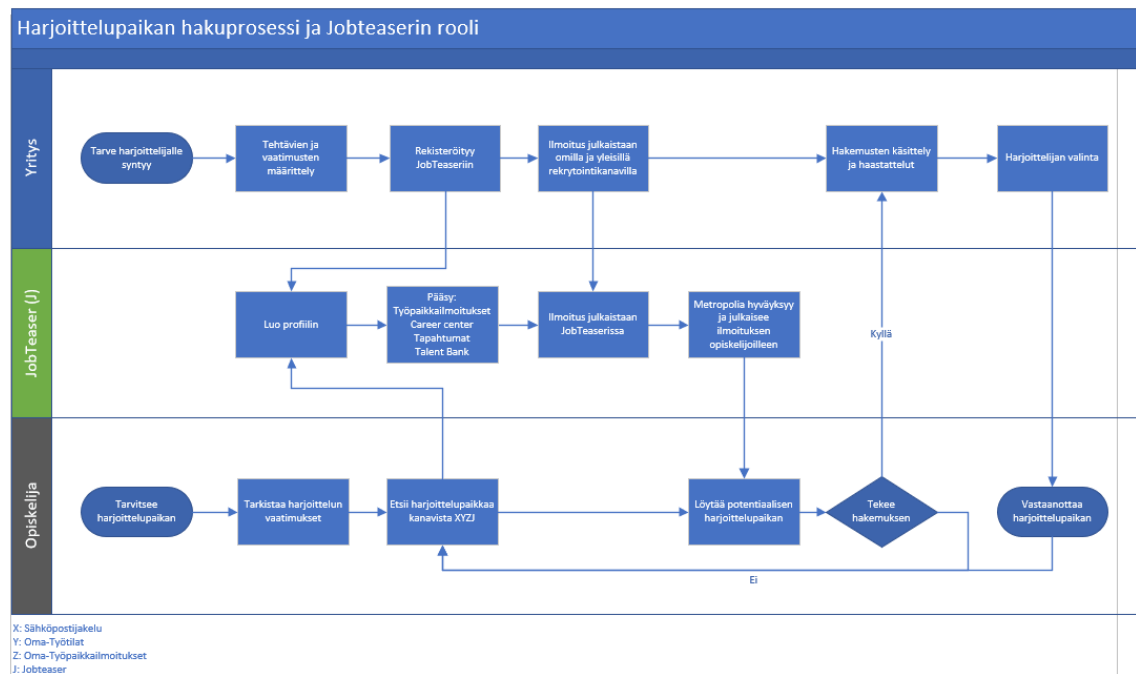 Harjoittelupaikan hakuprosessi ja Jobteaserin rooli
Yritys
Tarve harjoittelijalle
syntyy
Tehtävien ja
vaatimusten
määrittely
Rekisteröityy
JobTeaseriin
Ilmoitus julkaistaan
omilla ja yleisillä
rekrytointikanavilla
Hakemusten käsittely
ja haastattelut
Harjoittelijan valinta
JobTeaser (J)
Luo profiilin
Pääsy:
Työpaikkailmoitukset
Career center
Tapahtumat
Talent Bank
Ilmoitus julkaistaan
JobTeaserissa
Metropolia hyväyksyy
ja julkaisee
ilmoituksen
opiskelijoilleen
Kyllä
Opiskelija
Tarvitsee
harjoittelupaikan
Tarkistaa harjoittelun
vaatimukset
Etsii harjoittelupaikkaa
kanavista XYZJ
Löytää potentiaalisen
harjoittelupaikan
Tekee
hakemuksen
Vastaanottaa
harjoittelupaikan
Ei
X: Sähköpostijakelu
Y: Oma-Työtilat
Z: Oma-Työpaikkailmoitukset
J: Jobteaser